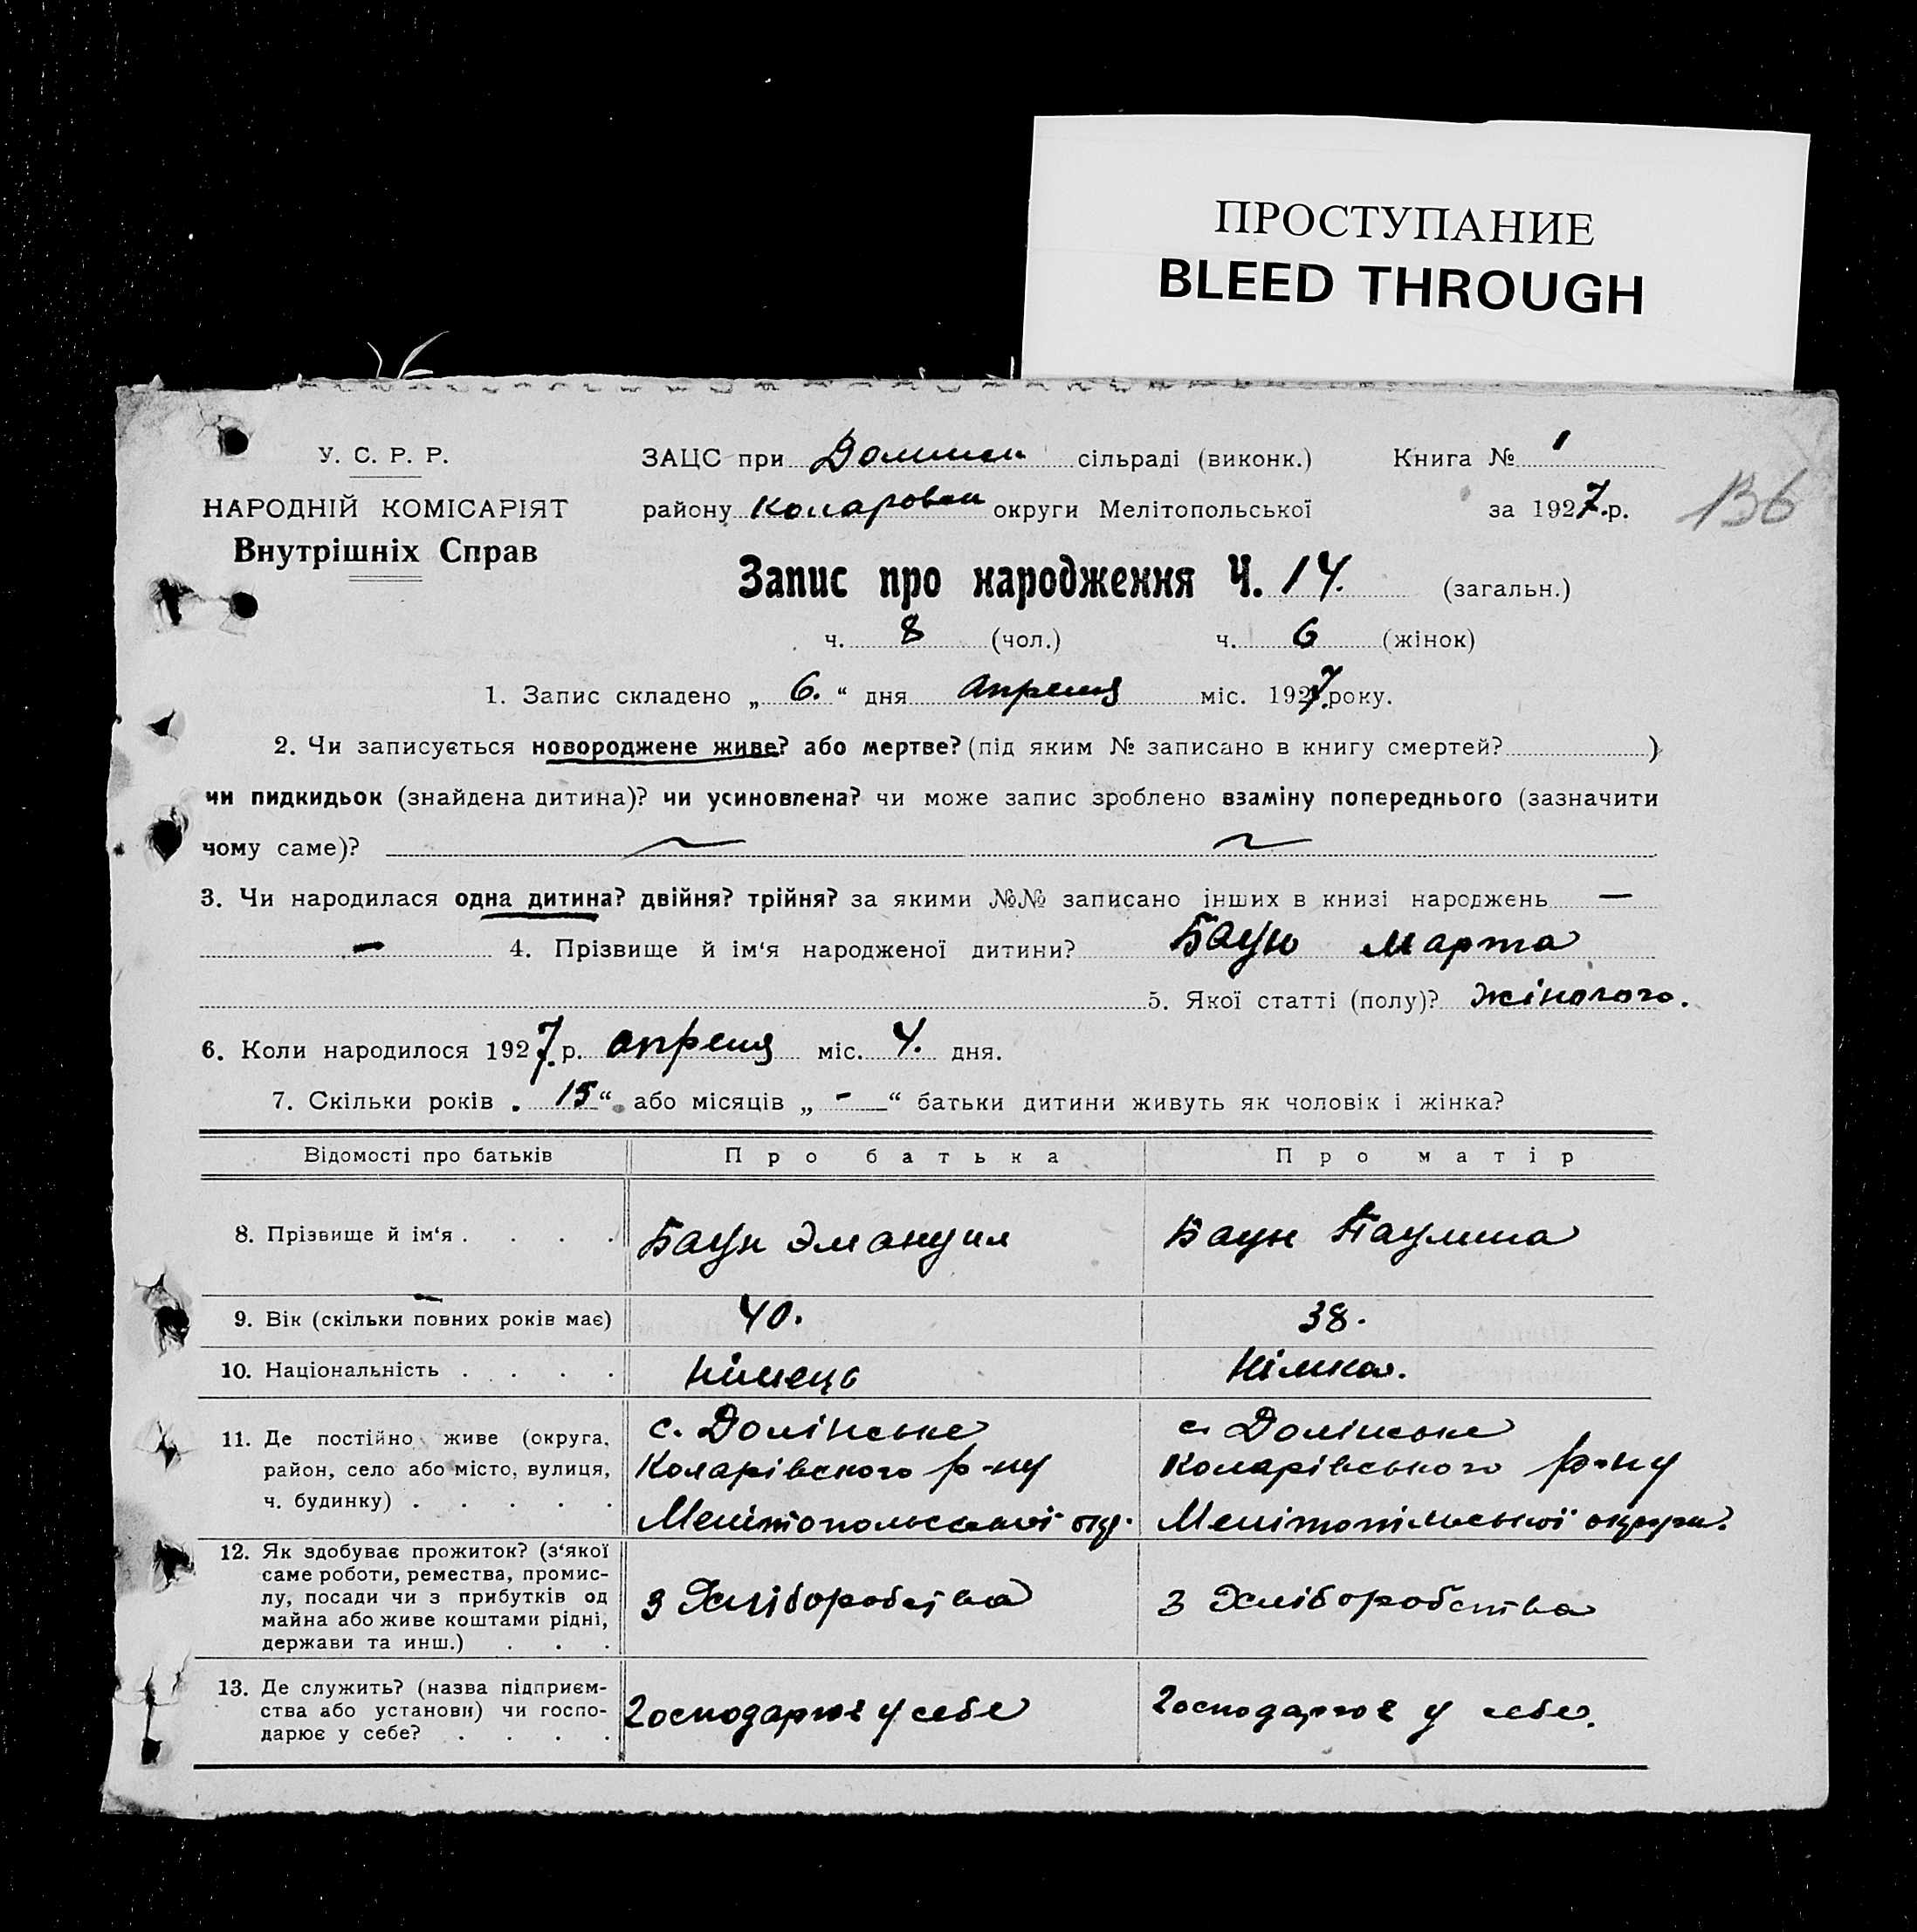 ПРОСТУПАНИЕ
BLEED THROUGH
У. С. Р. Р.
НАРОДНІЙ КОМІСАРІЯТ
Внутрішніх Справ
ЗАЦС при сільраді (виконк.) Книга № 1
району округи Мелітопольської за 1927. р.
136
Запис про народження Ч. 14. (загальн.)
ч. 8 (чол.) ч. 6 (жінок)
1. Запис складено „ 6. “ дня Апреля міс. 1927. року.
2. Чи записується новороджене живе? або мертве? (під яким № записано в книгу смертей? )
чи пидкидьок (знайдена дитина)? чи усиновлена? чи може запис зроблено взаміну попереднього (зазначити
чому саме)?
3. Чи народилася одна дитина? двійня? трійня? за якими №№ записано інших в книзі народжень —
— 4. Прізвище й ім‘я народженої дитини? Баун Марта
5. Якої статті (полу)? жіночого.
6. Коли народилося 1927. р. апреля міс. 4. дня.
7. Скільки років „ 15 “ або місяців „ - “ батьки дитини живуть як чоловік і жінка?
Відомості про батьків Про батька Про матір
8. Прізвище й ім‘я . . . . Баун Эмануил Баун Паулина
9. Вік (скільки повних років має) 40. 38.
10. Національність . . . . німець німка.
11. Де постійно живе (округа, район, село або місто, вулиця, ч. будинку) . . . . .
с. Долінське
Коларівского р-ну
Мелітопольської окр.
с. Долінське
Коларівського р-ну
Мелітопільської округи.
12. Як здобуває прожиток? (з‘якої
саме роботи, ремества, промис-
лу, посади чи з прибутків од
майна або живе коштами рідні,
держави та инш.) . . .
З Хліборобства З Хліборобства
13. Де служить? (назва підприєм-
ства або установи) чи госпо-
дарює у себе? . . . .
Господарює у себе Господарює у себе.